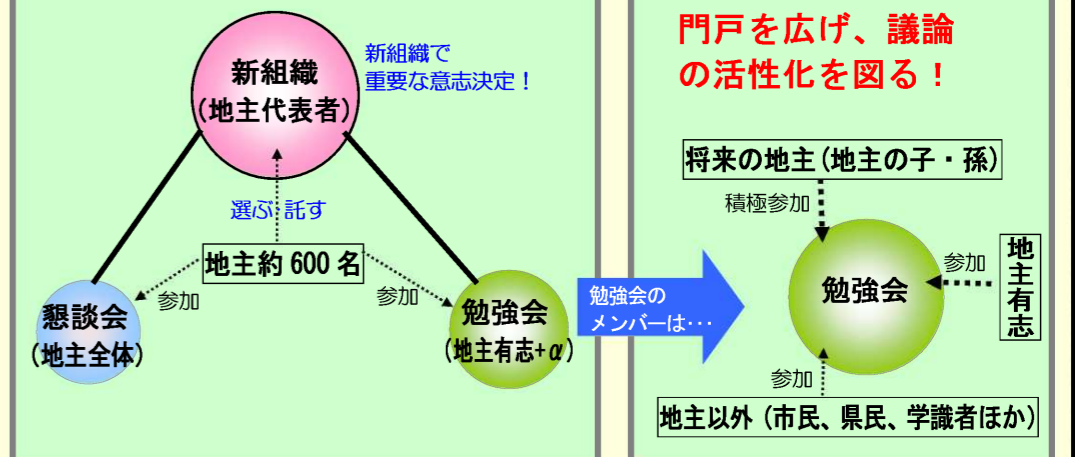 新組織
(地主代表者)
新組織で
重要な意志決定！
選ぶ・託す
地主約 600 名
参加
参加
懇談会
(地主全体)
勉強会
(地主有志+α)
勉強会の
メンバーは･･･
門戸を広げ、議論
の活性化を図る！
将来の地主(地主の子・孫)
積極参加
勉強会
参加
地主有志
参加
地主以外（市民、県民、学識者ほか）